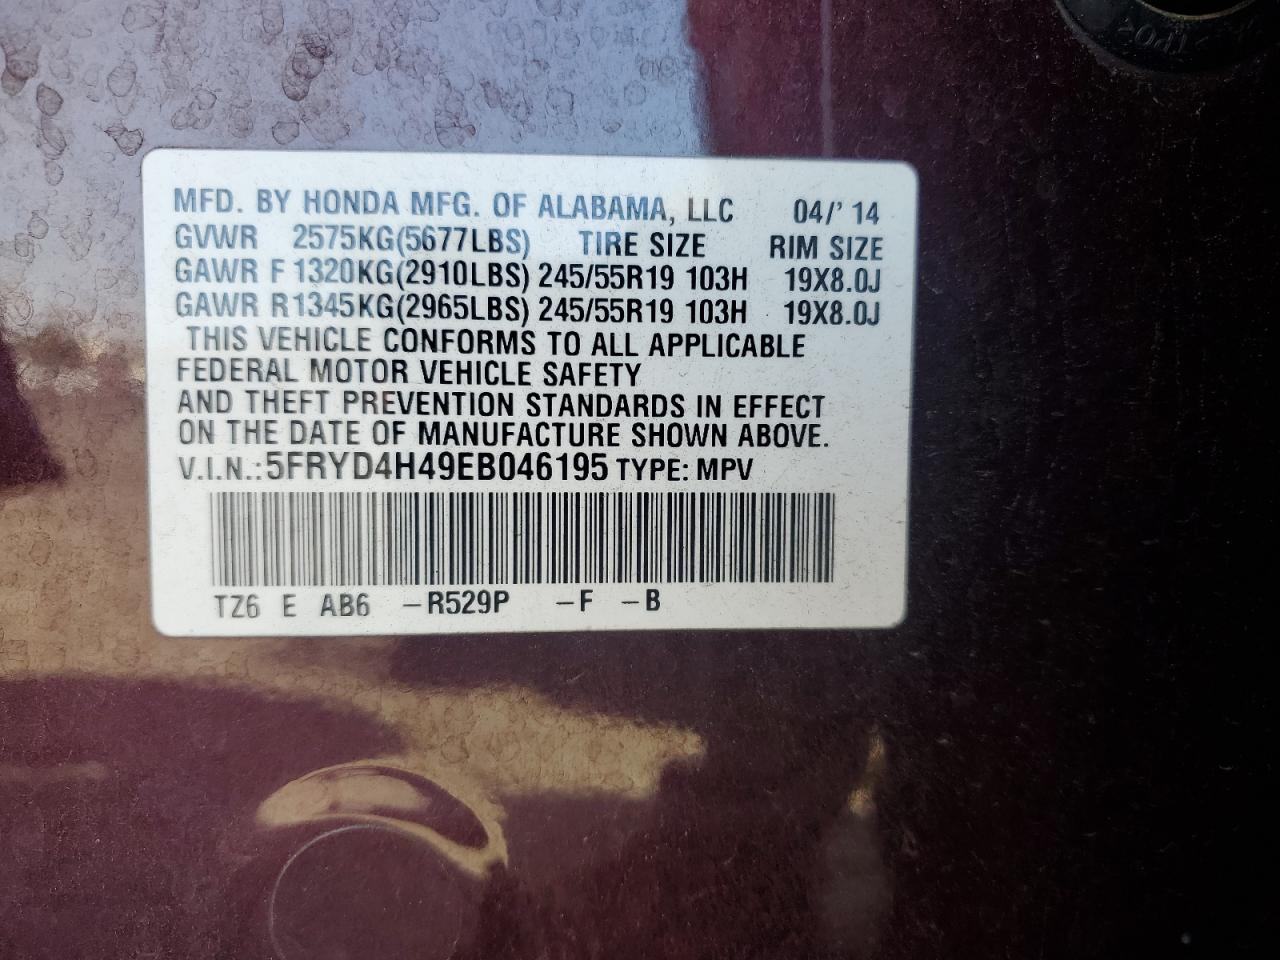 MFD. BY HONDA MFG. OF ALABAMA, LLC 04/' 14
GVWR 2575KG(5677LBS) TIRE SIZE RIM SIZE
GAWR F 1320KG(2910LBS) 245/55R19 103H 19X8.0J
GAWR R1345KG(2965LBS) 245/55R19 103H 19X8.0J
THIS VEHICLE CONFORMS TO ALL APPLICABLE
FEDERAL MOTOR VEHICLE SAFETY
AND THEFT PREVENTION STANDARDS IN EFFECT
ON THE DATE OF MANUFACTURE SHOWN ABOVE.
V.I.N.:5FRYD4H49EB046195 TYPE: MPV
TZ6 E AB6 -R529P -F -B